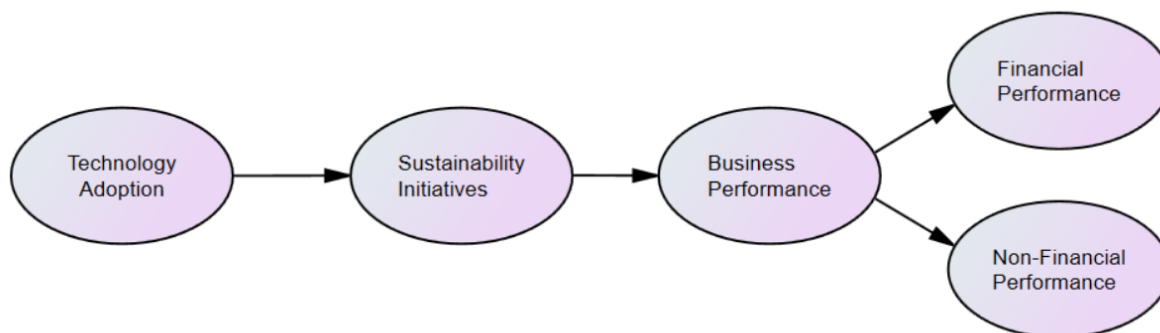 Technology
Adoption
Sustainability
Initiatives
Business
Performance
Financial
Performance
Non-Financial
Performance